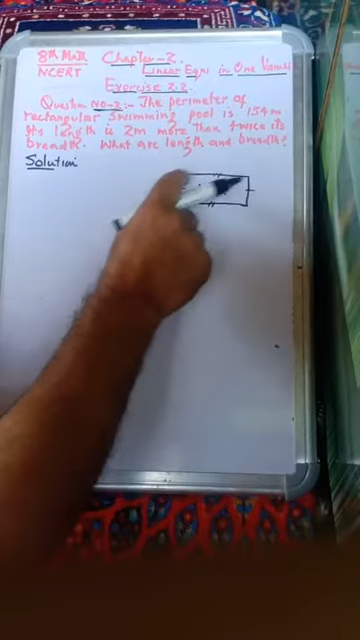 8th Math Chapter-2
NCERT Linear Eqns in One Variabl
Exercise 2.2
Question NO-2:- The perimeter of
rectangular swimming pool is 154m
Its length is 2m more than twice its
breadth. What are length and breadth?
?
Solution